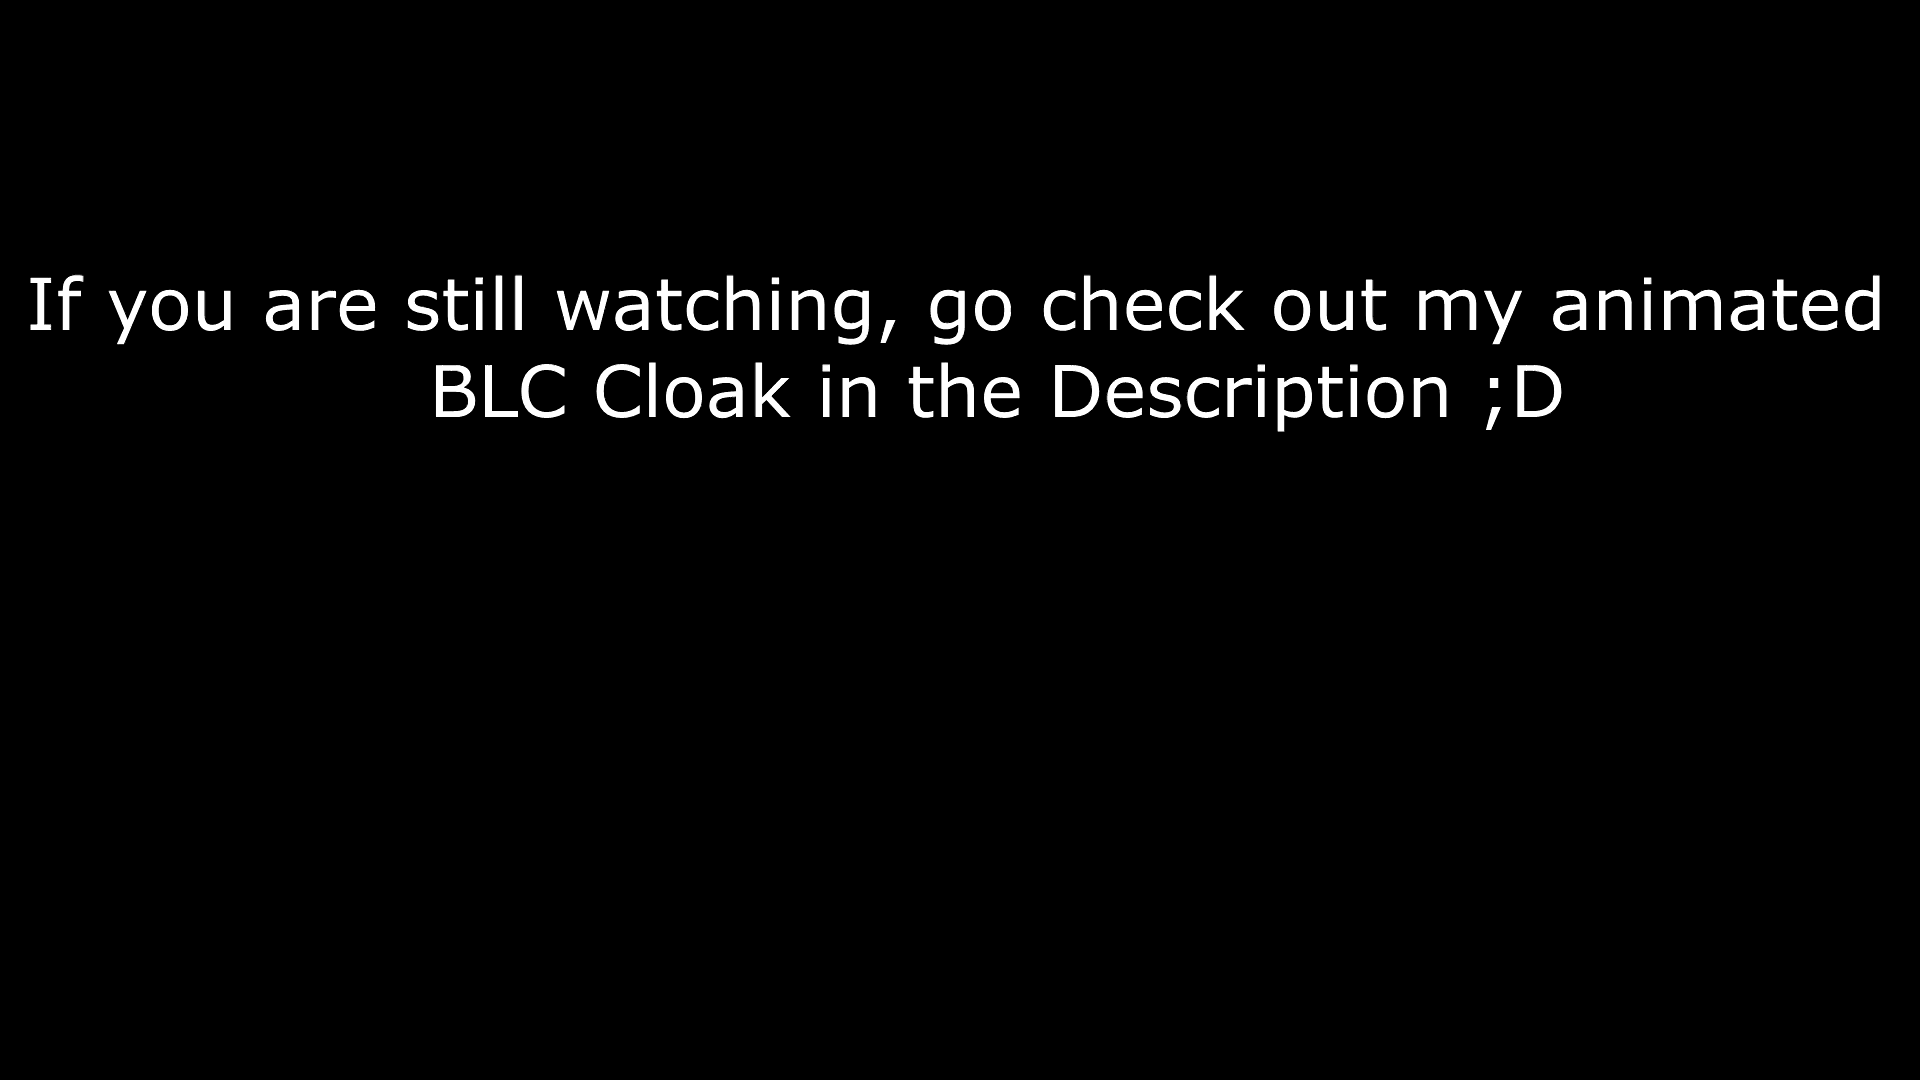 If you are still watching, go check out my animated
BLC Cloak in the Description ;D